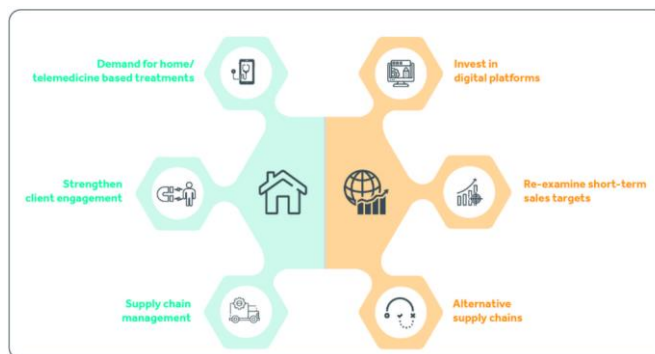 Demand for home/
telemedicine based treatments
Invest in
digital platforms
Strengthen
client engagement
Re-examine short-term
sales targets
Supply chain
management
Alternative
supply chains